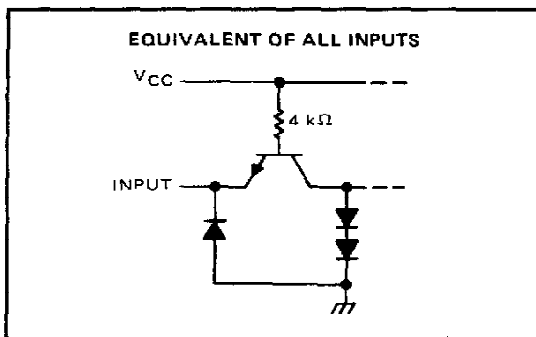 EQUIVALENT OF ALL INPUTS
VCC
4 kΩ
INPUT